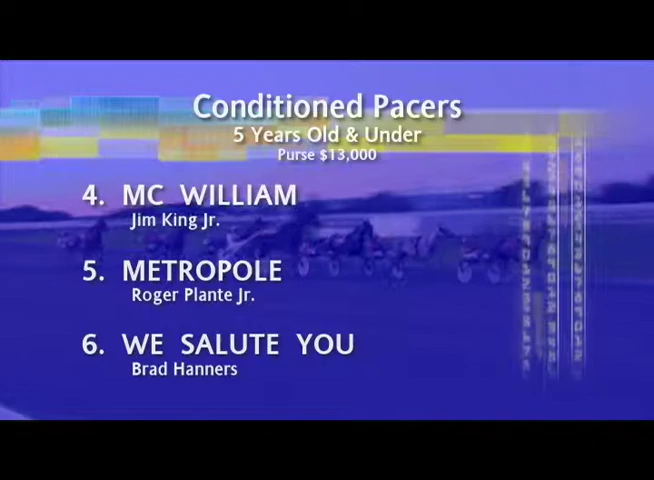 Conditioned Pacers
5 Years Old & Under
Purse $13,000
4. MC WILLIAM
Jim King Jr.
5. METROPOLE
Roger Plante Jr.
6. WE SALUTE YOU
Brad Hanners